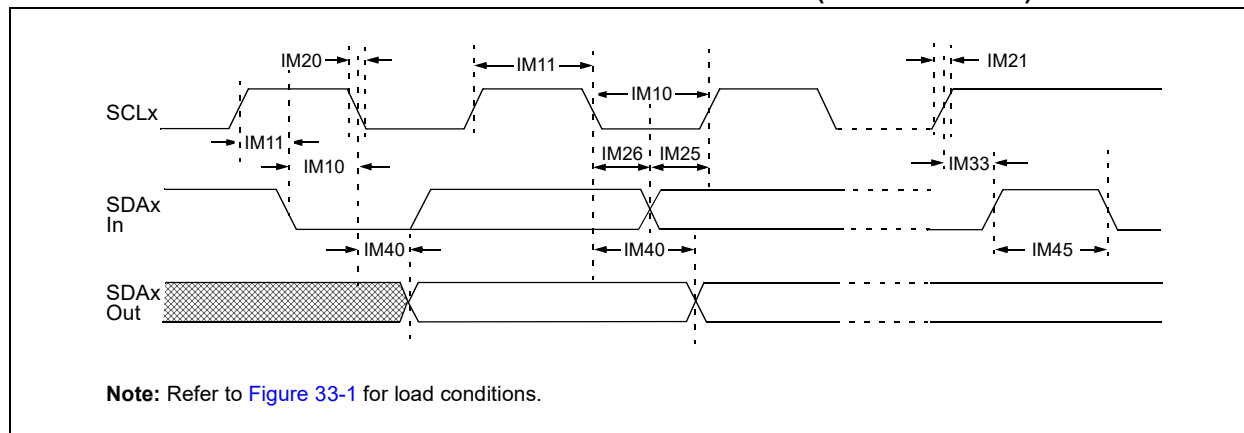 IM20
IM11
IM21
IM10
SCLx
IM11
IM10
IM26
IM25
IM33
SDAx
In
IM40
IM40
IM45
SDAx
Out
Note: Refer to Figure 33-1 for load conditions.